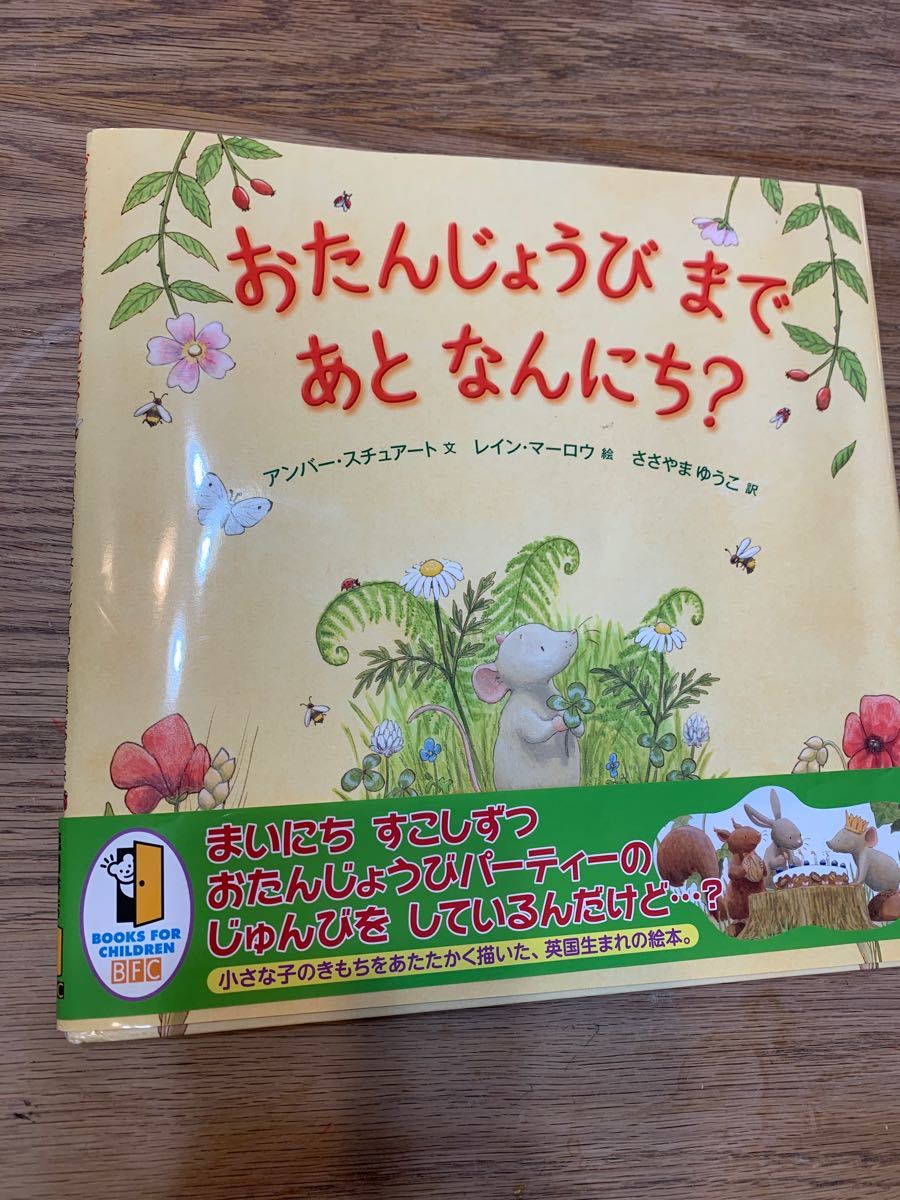 おたんじょうび まで
あと なんにち?
アンバー・スチュアート 文 レイン・マーロウ 絵 ささやま ゆうこ 訳
まいにち すこしずつ
おたんじょうびパーティーの
じゅんびを しているんだけど…?
小さな子のきもちをあたたかく描いた、英国生まれの絵本。
BOOKS FOR
CHILDREN
BFC